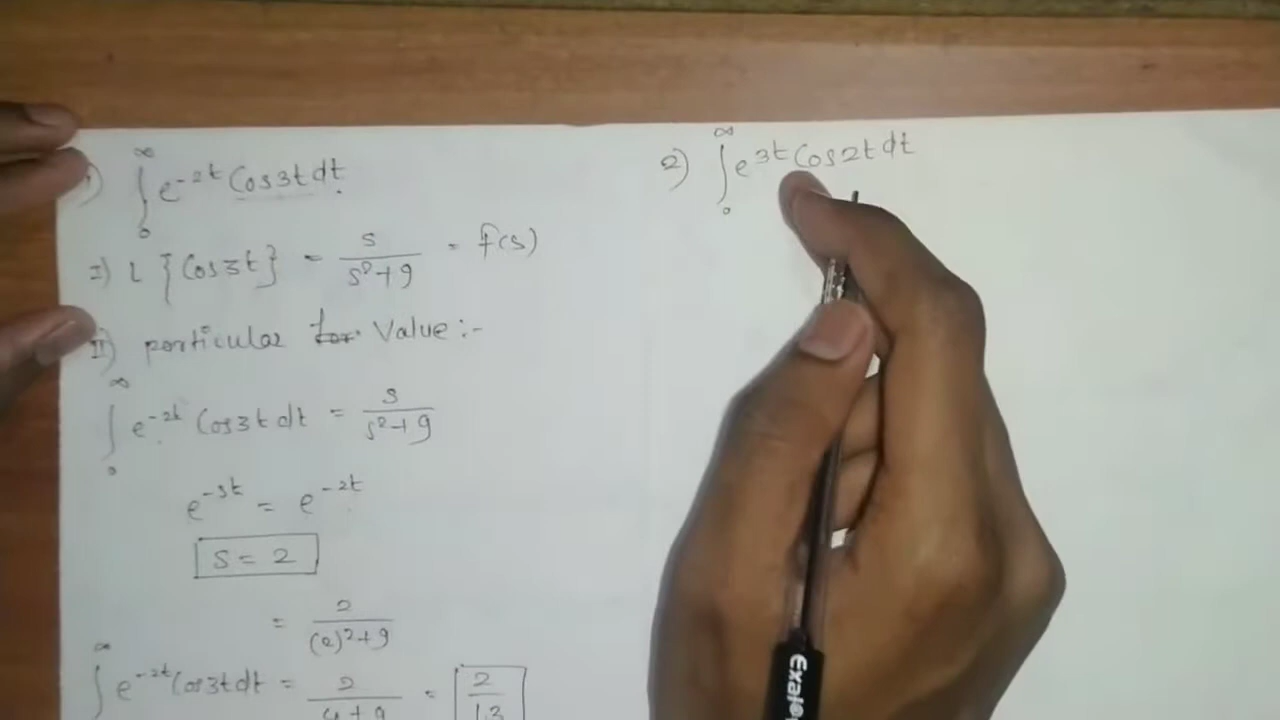 1) ∫₀^∞ e^{-2t} Cos3t dt
I) L {Cos3t} = s/(s²+9) = f(s)
II) particular Value :-
∫₀^∞ e^{-2t} Cos3t dt = s/(s²+9)
e^{-st} = e^{-2t}
s = 2
= 2/((2)²+9)
∫₀^∞ e^{-2t} Cos3t dt = 2/(4+9) = 2/13
2) ∫₀^∞ e^{3t} Cos2t dt